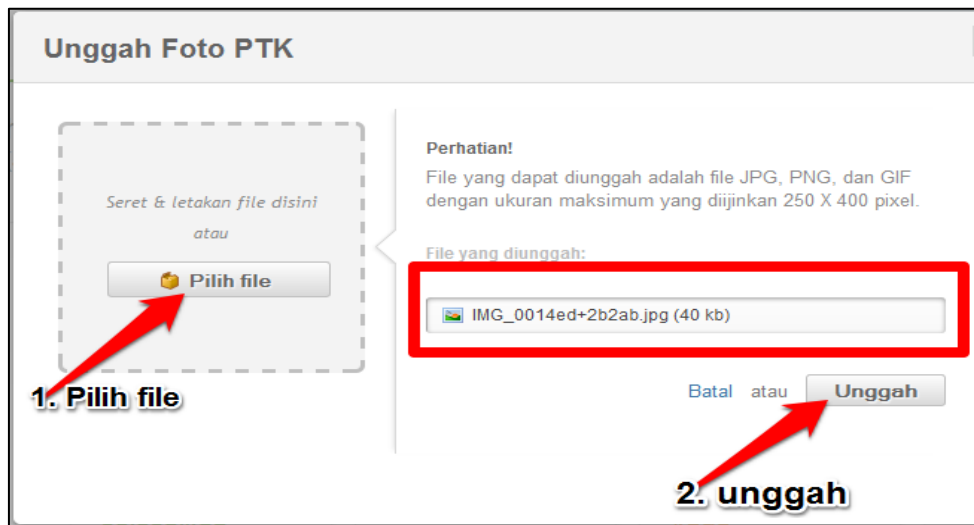 Unggah Foto PTK
Seret & letakan file disini
atau
Pilih file
1. Pilih file
Perhatian!
File yang dapat diunggah adalah file JPG, PNG, dan GIF
dengan ukuran maksimum yang diijinkan 250 X 400 pixel.
File yang diunggah:
IMG_0014ed+2b2ab.jpg (40 kb)
Batal atau Unggah
2. unggah